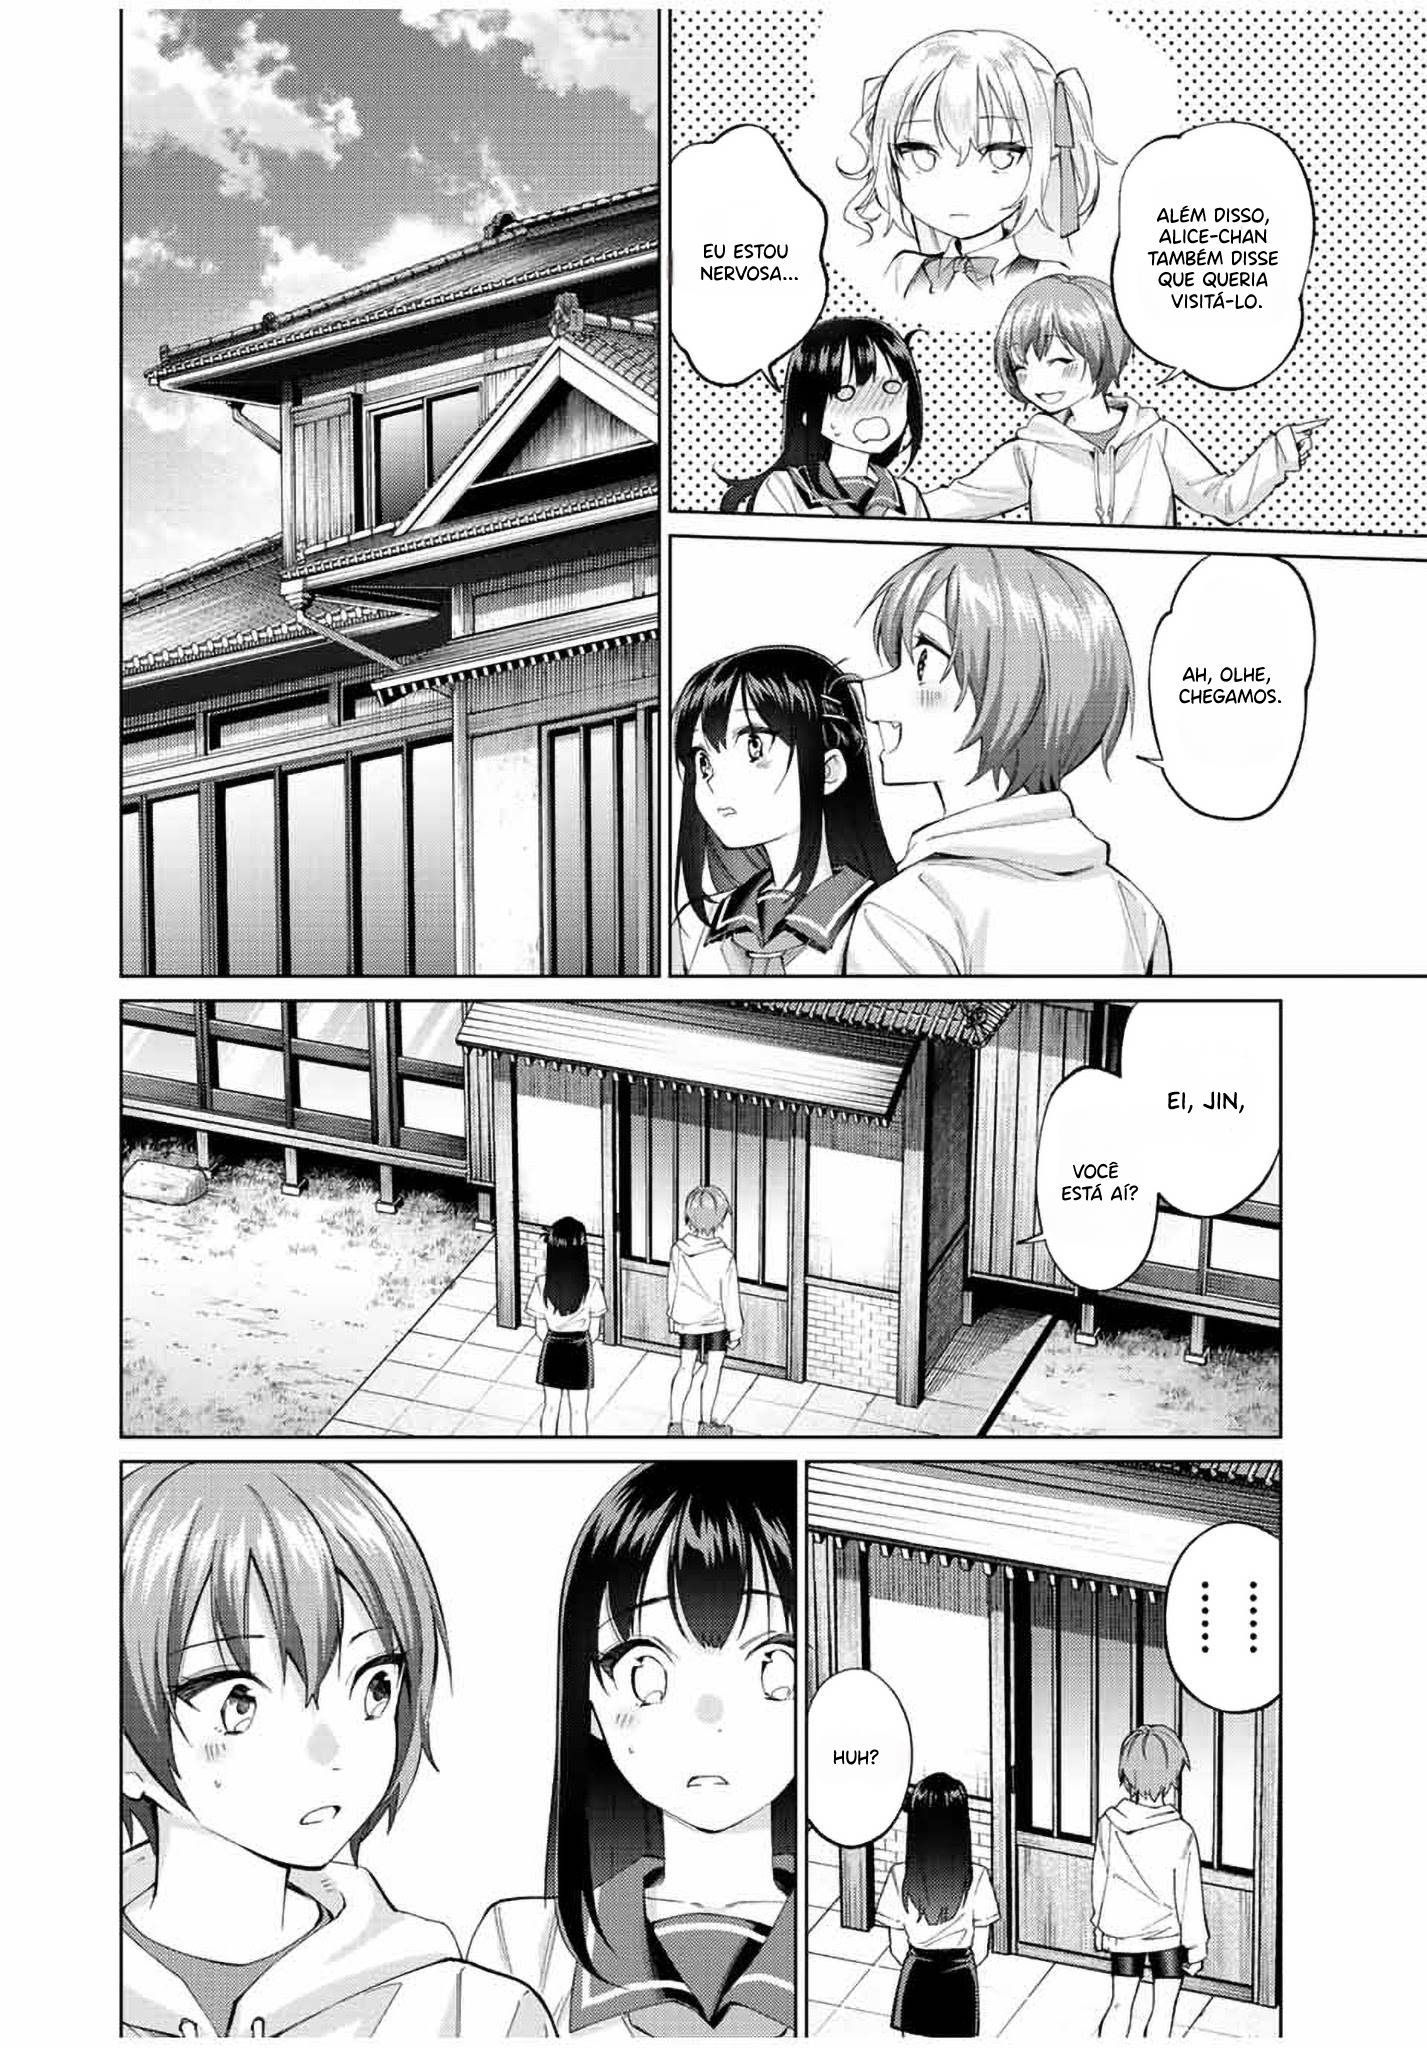 ALÉM DISSO,
ALICE-CHAN
TAMBÉM DISSE
QUE QUERIA
VISITÁ-LO.
EU ESTOU
NERVOSA...
AH, OLHE,
CHEGAMOS.
EI, JIN,
VOCÊ
ESTÁ AÍ?
HUH?